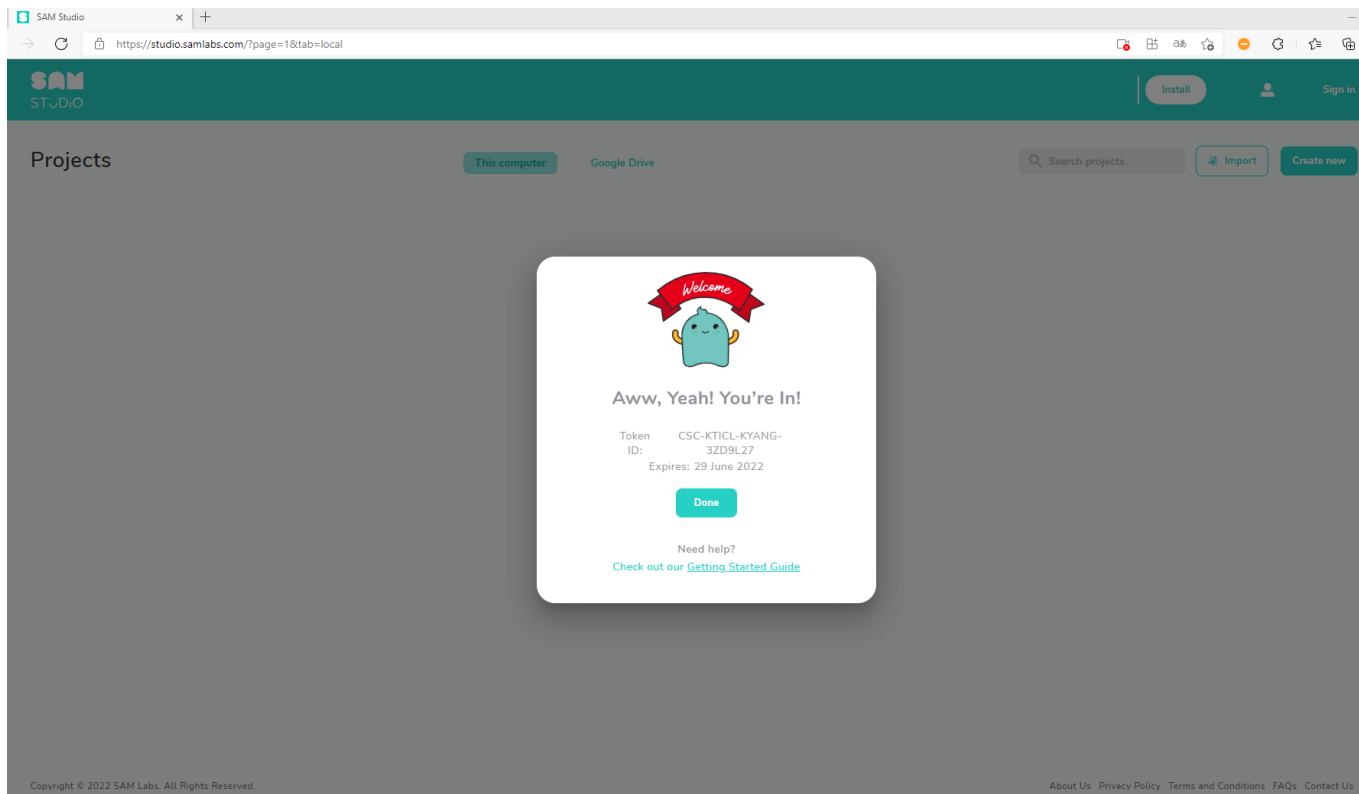 SAM Studio
https://studio.samlabs.com/?page=1&tab=local
SAM
STUDIO
Install
Sign in
Projects
This computer
Google Drive
Search projects
Import
Create new
Welcome
Aww, Yeah! You're In!
Token CSC-KTICL-KYANG-
ID: 3ZD9L27
Expires: 29 June 2022
Done
Need help?
Check out our Getting Started Guide
Copyright © 2022 SAM Labs. All Rights Reserved.
About Us Privacy Policy Terms and Conditions FAQs Contact Us